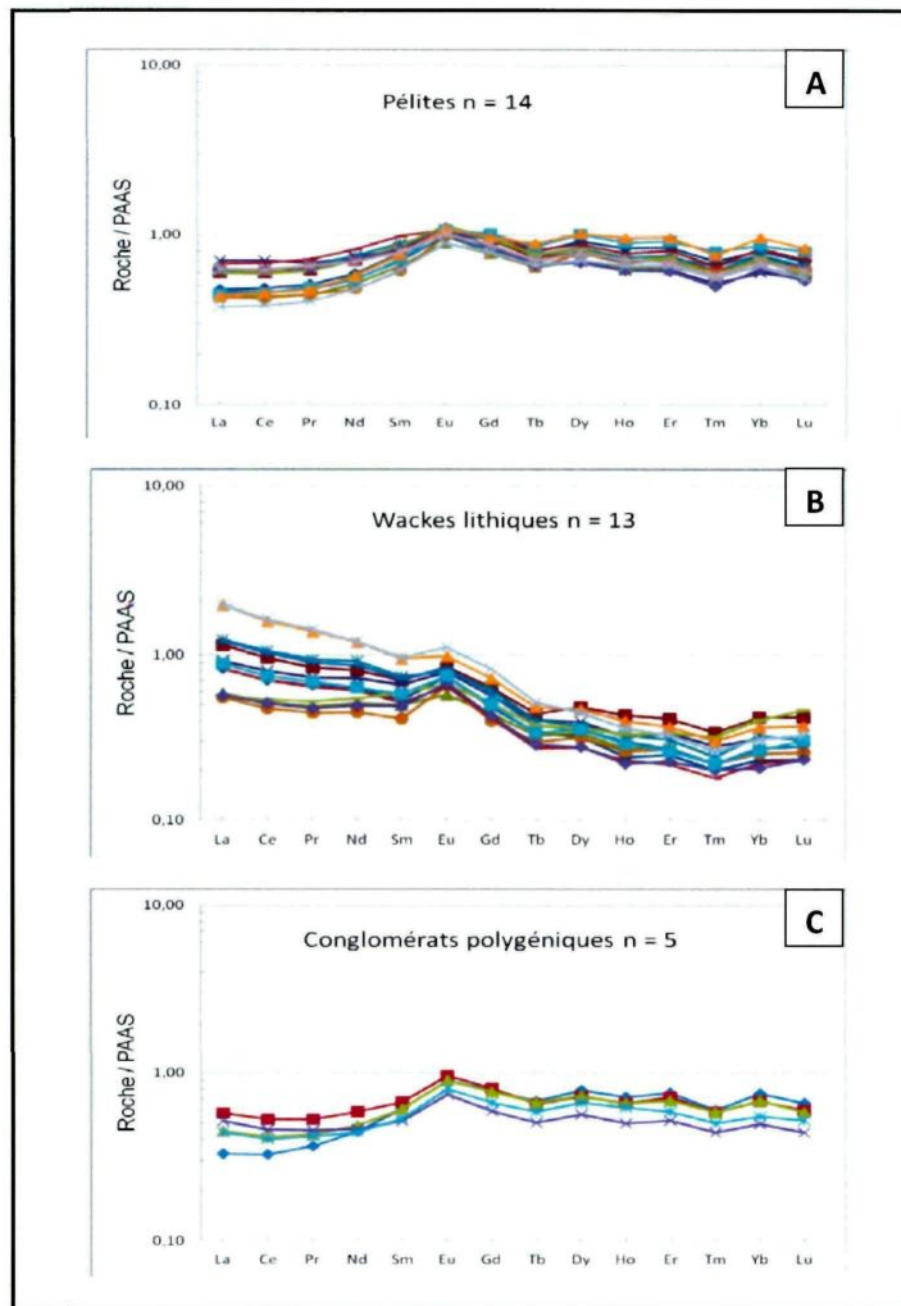 A
Pélites n = 14
10,00
1,00
0,10
Roche / PAAS
La Ce Pr Nd Sm Eu Gd Tb Dy Ho Er Tm Yb Lu
B
Wackes lithiques n = 13
10,00
1,00
0,10
Roche / PAAS
La Ce Pr Nd Sm Eu Gd Tb Dy Ho Er Tm Yb Lu
C
Conglomérats polygéniques n = 5
10,00
1,00
0,10
Roche / PAAS
La Ce Pr Nd Sm Eu Gd Tb Dy Ho Er Tm Yb Lu